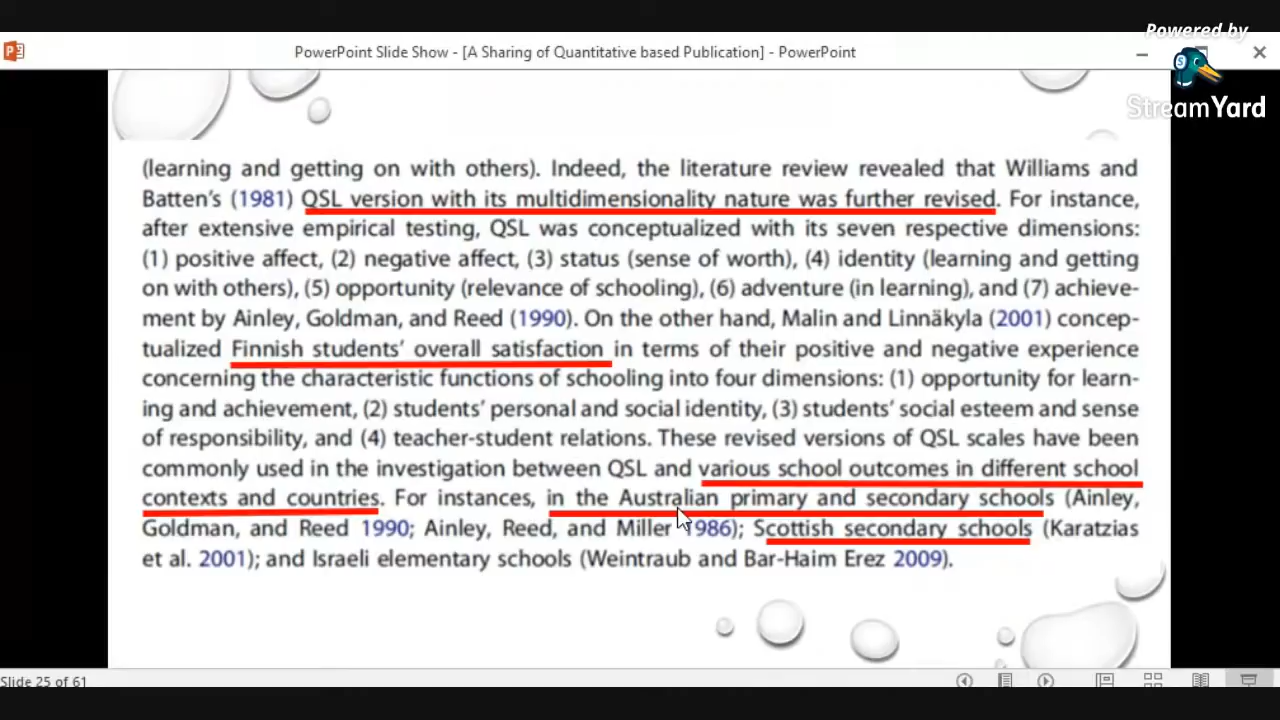 Powered by
PowerPoint Slide Show - [A Sharing of Quantitative based Publication] - PowerPoint
StreamYard
(learning and getting on with others). Indeed, the literature review revealed that Williams and
Batten's (1981) QSL version with its multidimensionality nature was further revised. For instance,
after extensive empirical testing, QSL was conceptualized with its seven respective dimensions:
(1) positive affect, (2) negative affect, (3) status (sense of worth), (4) identity (learning and getting
on with others), (5) opportunity (relevance of schooling), (6) adventure (in learning), and (7) achieve-
ment by Ainley, Goldman, and Reed (1990). On the other hand, Malin and Linnäkyla (2001) concep-
tualized Finnish students' overall satisfaction in terms of their positive and negative experience
concerning the characteristic functions of schooling into four dimensions: (1) opportunity for learn-
ing and achievement, (2) students' personal and social identity, (3) students' social esteem and sense
of responsibility, and (4) teacher-student relations. These revised versions of QSL scales have been
commonly used in the investigation between QSL and various school outcomes in different school
contexts and countries. For instances, in the Australian primary and secondary schools (Ainley,
Goldman, and Reed 1990; Ainley, Reed, and Miller 1986); Scottish secondary schools (Karatzias
et al. 2001); and Israeli elementary schools (Weintraub and Bar-Haim Erez 2009).
Slide 25 of 61